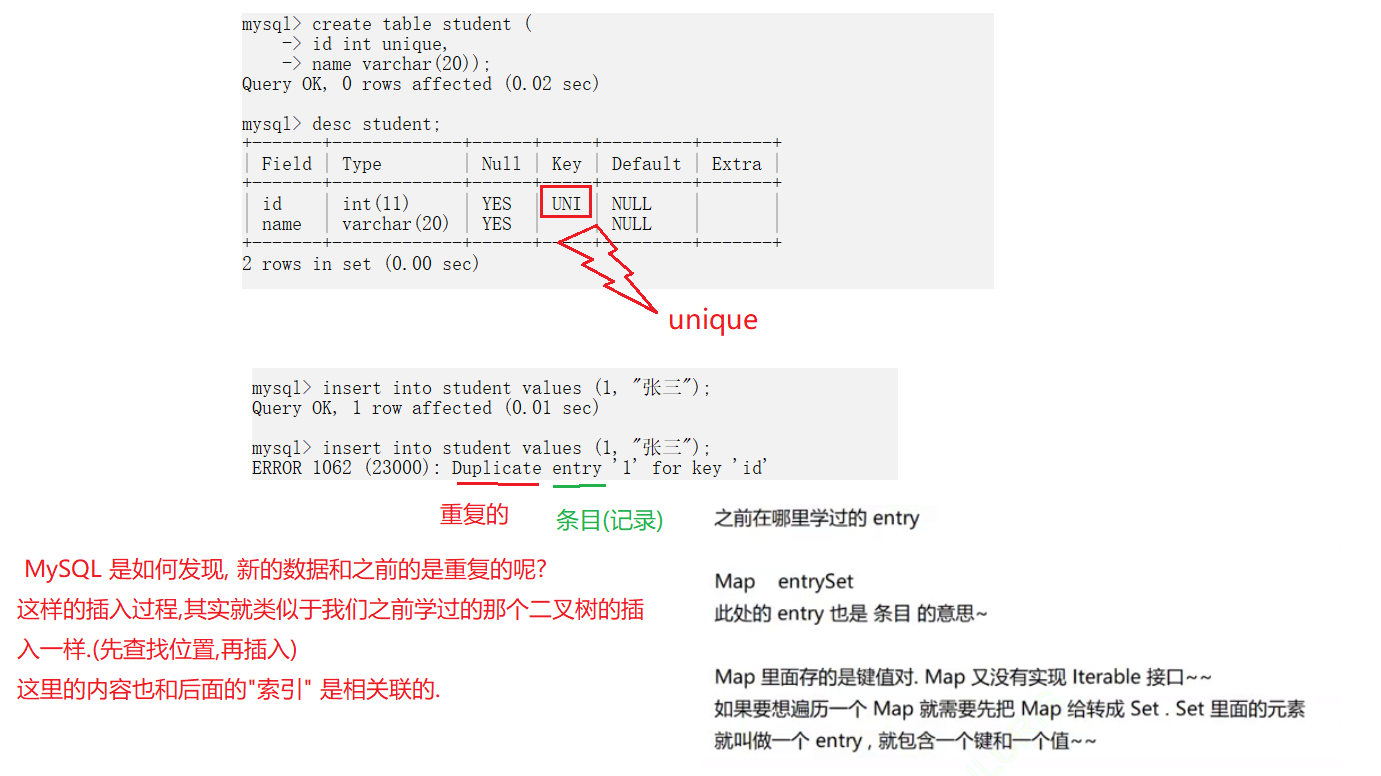 mysql> create table student (
-> id int unique,
-> name varchar(20));
Query OK, 0 rows affected (0.02 sec)
mysql> desc student;
+-------+-------------+------+-----+---------+-------+
| Field | Type | Null | Key | Default | Extra |
+-------+-------------+------+-----+---------+-------+
| id | int(11) | YES | UNI | NULL | |
| name | varchar(20) | YES | | NULL | |
+-------+-------------+------+-----+---------+-------+
2 rows in set (0.00 sec)
unique
mysql> insert into student values (1, "张三");
Query OK, 1 row affected (0.01 sec)
mysql> insert into student values (1, "张三");
ERROR 1062 (23000): Duplicate entry '1' for key 'id'
重复的
条目(记录)
MySQL 是如何发现, 新的数据和之前的是重复的呢?
这样的插入过程,其实就类似于我们之前学过的那个二叉树的插
入一样.(先查找位置,再插入)
这里的内容也和后面的"索引" 是相关联的.
之前在哪里学过的 entry
Map entrySet
此处的 entry 也是 条目 的意思~
Map 里面存的是键值对. Map 又没有实现 Iterable 接口~~
如果要想遍历一个 Map 就需要先把 Map 给转成 Set . Set 里面的元素
就叫做一个 entry , 就包含一个键和一个值~~